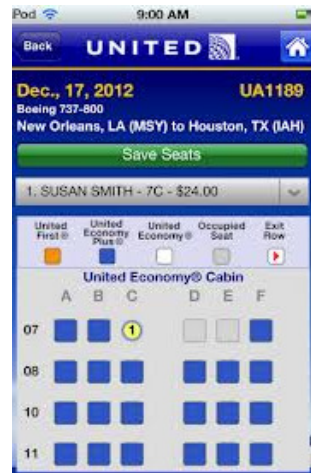 Pod 9:00 AM
Back UNITED
Dec., 17, 2012 UA1189
Boeing 737-800
New Orleans, LA (MSY) to Houston, TX (IAH)
Save Seats
1. SUSAN SMITH - 7C - $24.00
United First® United Economy Plus® United Economy® Occupied Seat Exit Row
United Economy® Cabin
A B C D E F
07 1
08
10
11